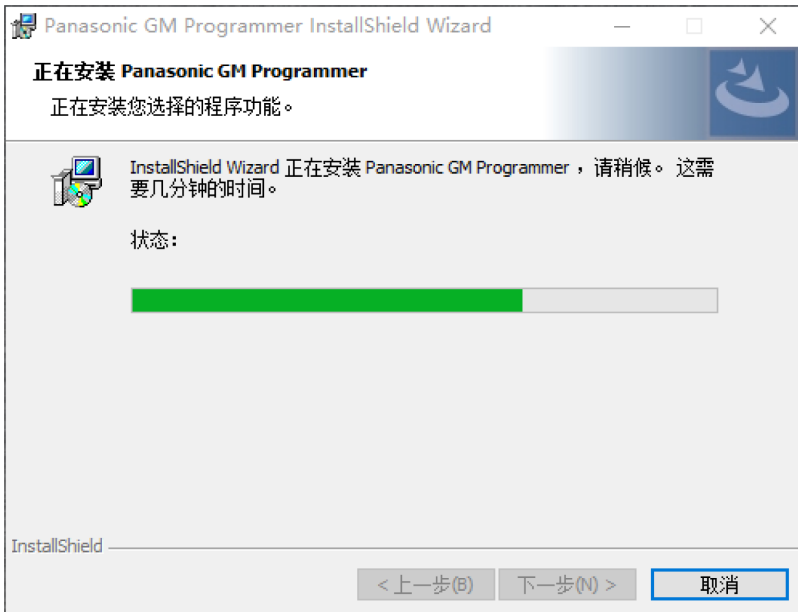 Panasonic GM Programmer InstallShield Wizard
正在安装 Panasonic GM Programmer
正在安装您选择的程序功能。
InstallShield Wizard 正在安装 Panasonic GM Programmer ，请稍候。 这需
要几分钟的时间。
状态：
InstallShield
< 上一步(B)
下一步(N) >
取消